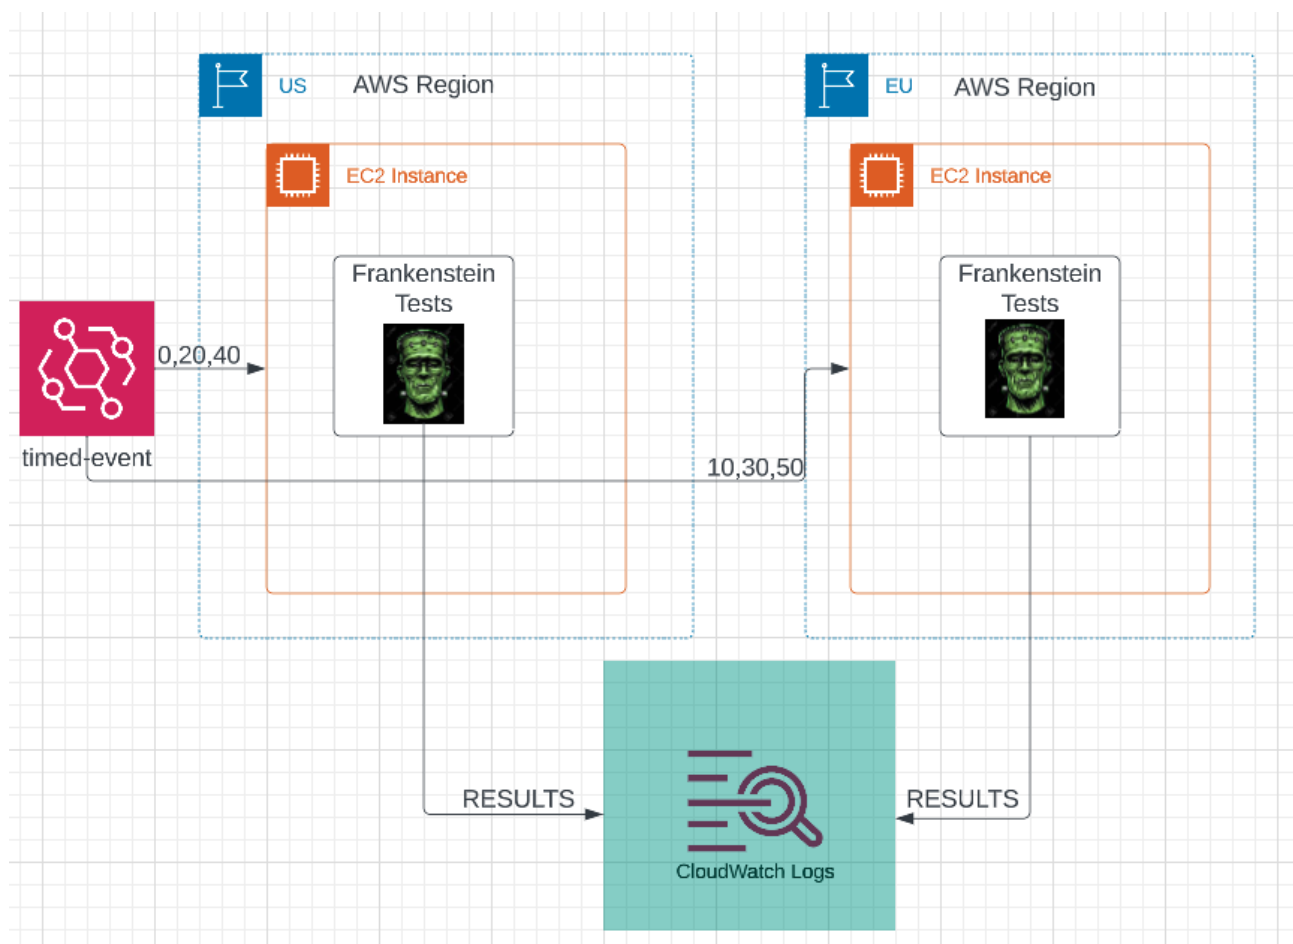 US
AWS Region
EU
AWS Region
EC2 Instance
EC2 Instance
Frankenstein
Tests
Frankenstein
Tests
0,20,40
timed-event
10,30,50
RESULTS
RESULTS
CloudWatch Logs